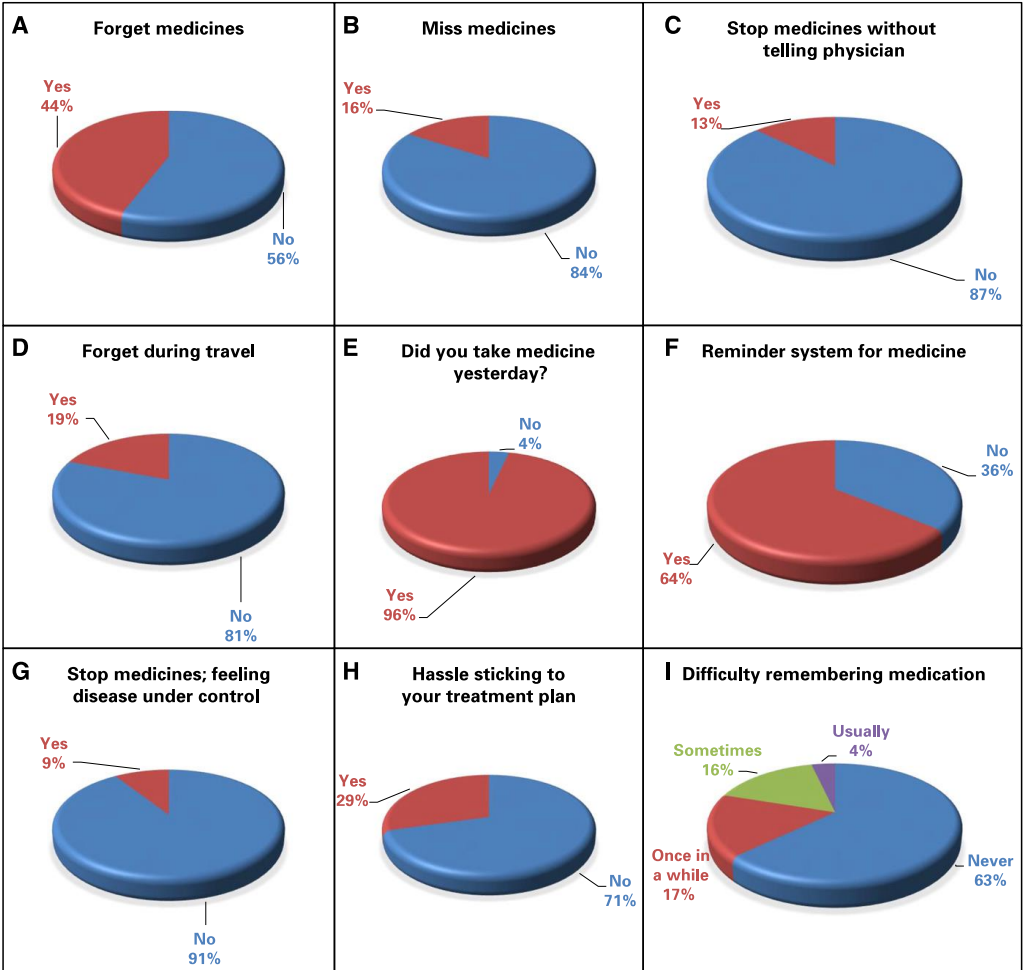 A Forget medicines
Yes
44%
No
56%
B Miss medicines
Yes
16%
No
84%
C Stop medicines without
telling physician
Yes
13%
No
87%
D Forget during travel
Yes
19%
No
81%
E Did you take medicine
yesterday?
No
4%
Yes
96%
F Reminder system for medicine
No
36%
Yes
64%
G Stop medicines; feeling
disease under control
Yes
9%
No
91%
H Hassle sticking to
your treatment plan
Yes
29%
No
71%
I Difficulty remembering medication
Usually
4%
Sometimes
16%
Once in
a while
17%
Never
63%